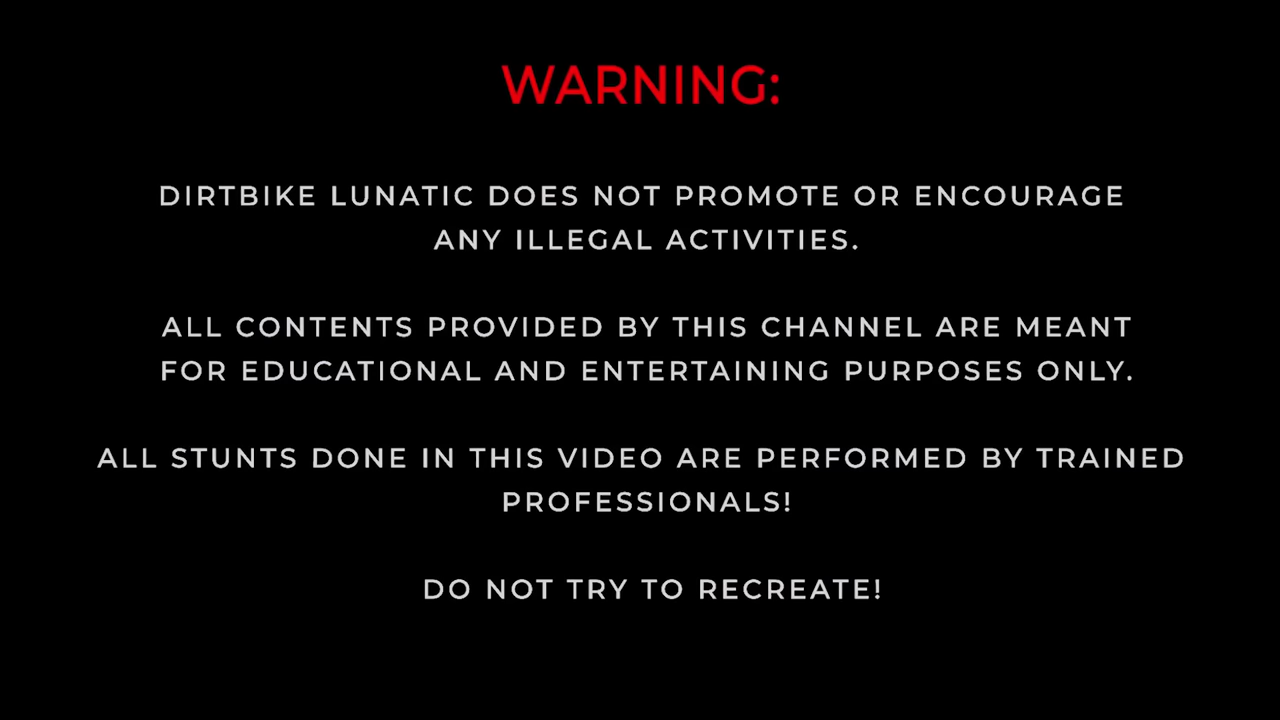 WARNING:
DIRTBIKE LUNATIC DOES NOT PROMOTE OR ENCOURAGE
ANY ILLEGAL ACTIVITIES.
ALL CONTENTS PROVIDED BY THIS CHANNEL ARE MEANT
FOR EDUCATIONAL AND ENTERTAINING PURPOSES ONLY.
ALL STUNTS DONE IN THIS VIDEO ARE PERFORMED BY TRAINED
PROFESSIONALS!
DO NOT TRY TO RECREATE!